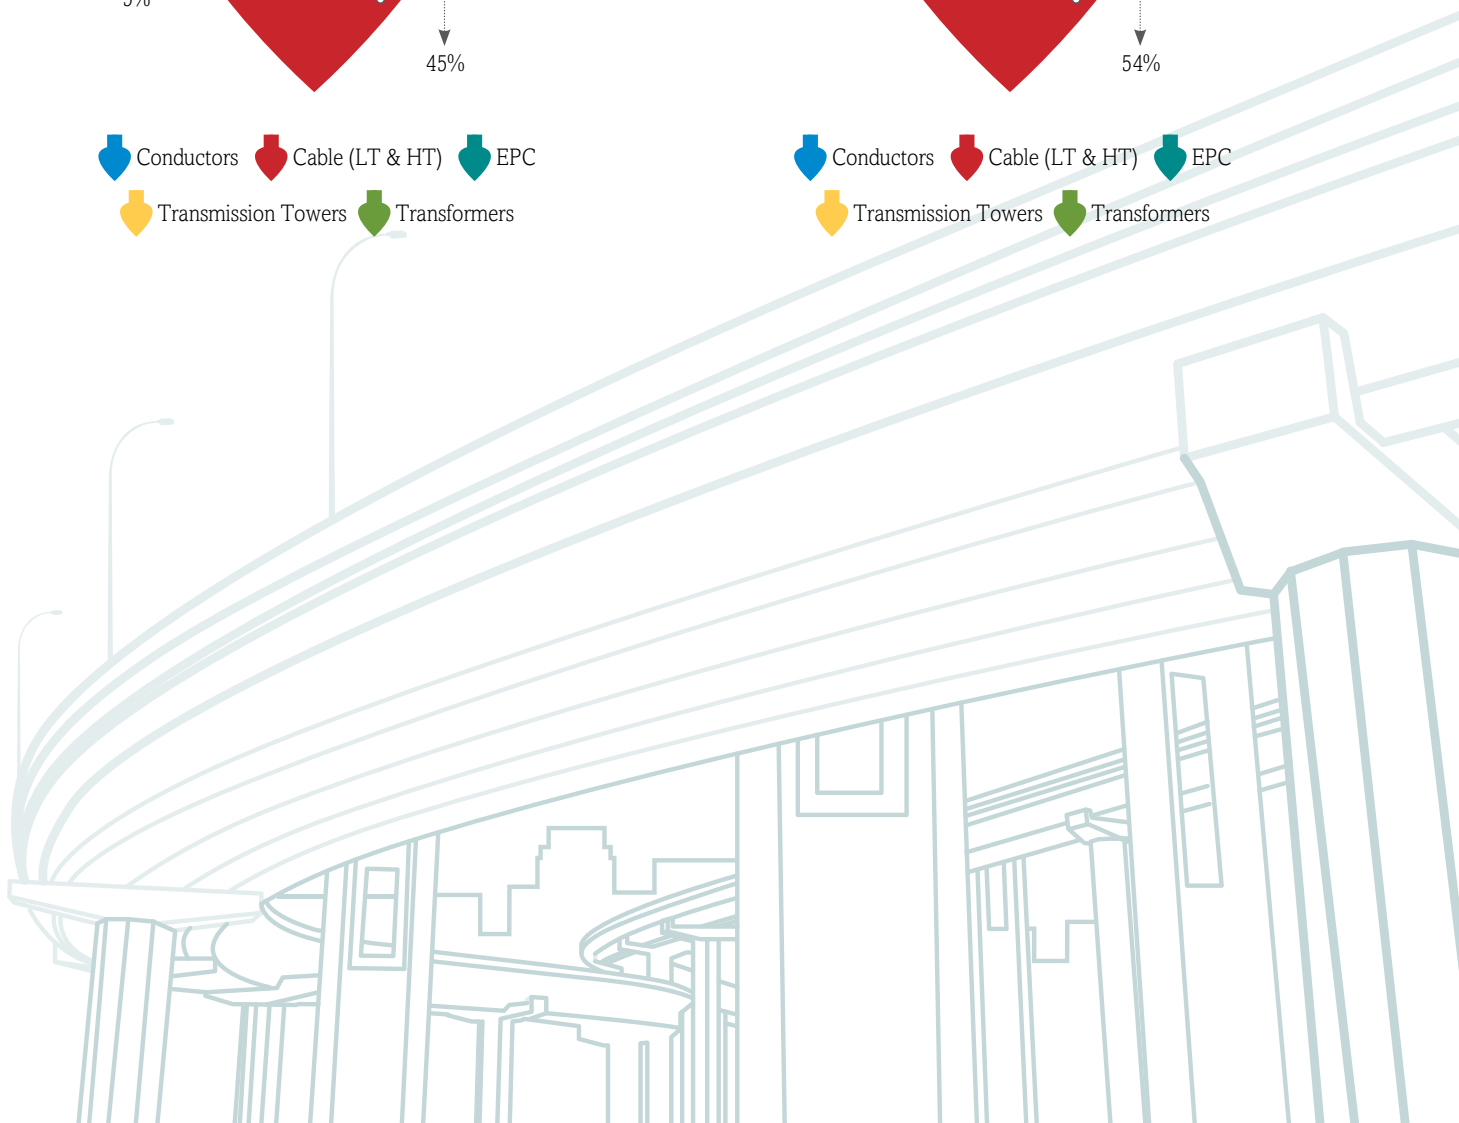 45%
54%
Conductors Cable (LT & HT) EPC
Transmission Towers Transformers
Conductors Cable (LT & HT) EPC
Transmission Towers Transformers